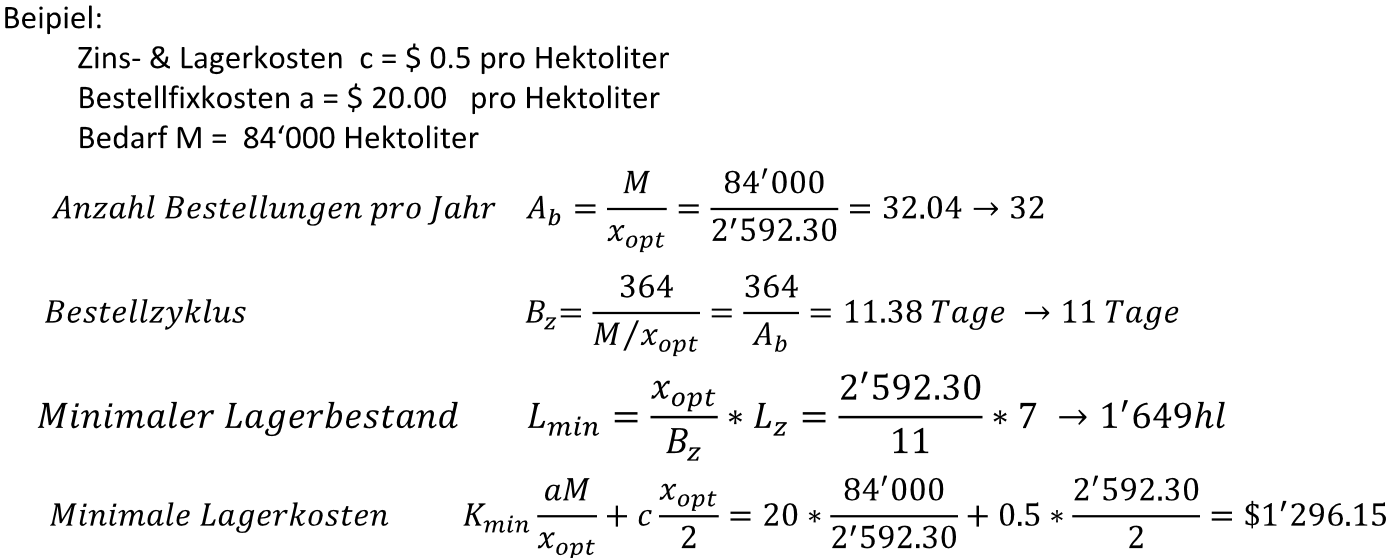 Beipiel:
Zins- & Lagerkosten c = $ 0.5 pro Hektoliter
Bestellfixkosten a = $ 20.00 pro Hektoliter
Bedarf M = 84‘000 Hektoliter
Anzahl Bestellungen pro Jahr A_b = M/x_opt = 84′000/2′592.30 = 32.04 → 32
Bestellzyklus B_z= 364/(M/x_opt) = 364/A_b = 11.38 Tage → 11 Tage
Minimaler Lagerbestand L_min = x_opt/B_z * L_z = 2′592.30/11 * 7 → 1′649hl
Minimale Lagerkosten K_min aM/x_opt + c x_opt/2 = 20 * 84′000/2′592.30 + 0.5 * 2′592.30/2 = $1′296.15